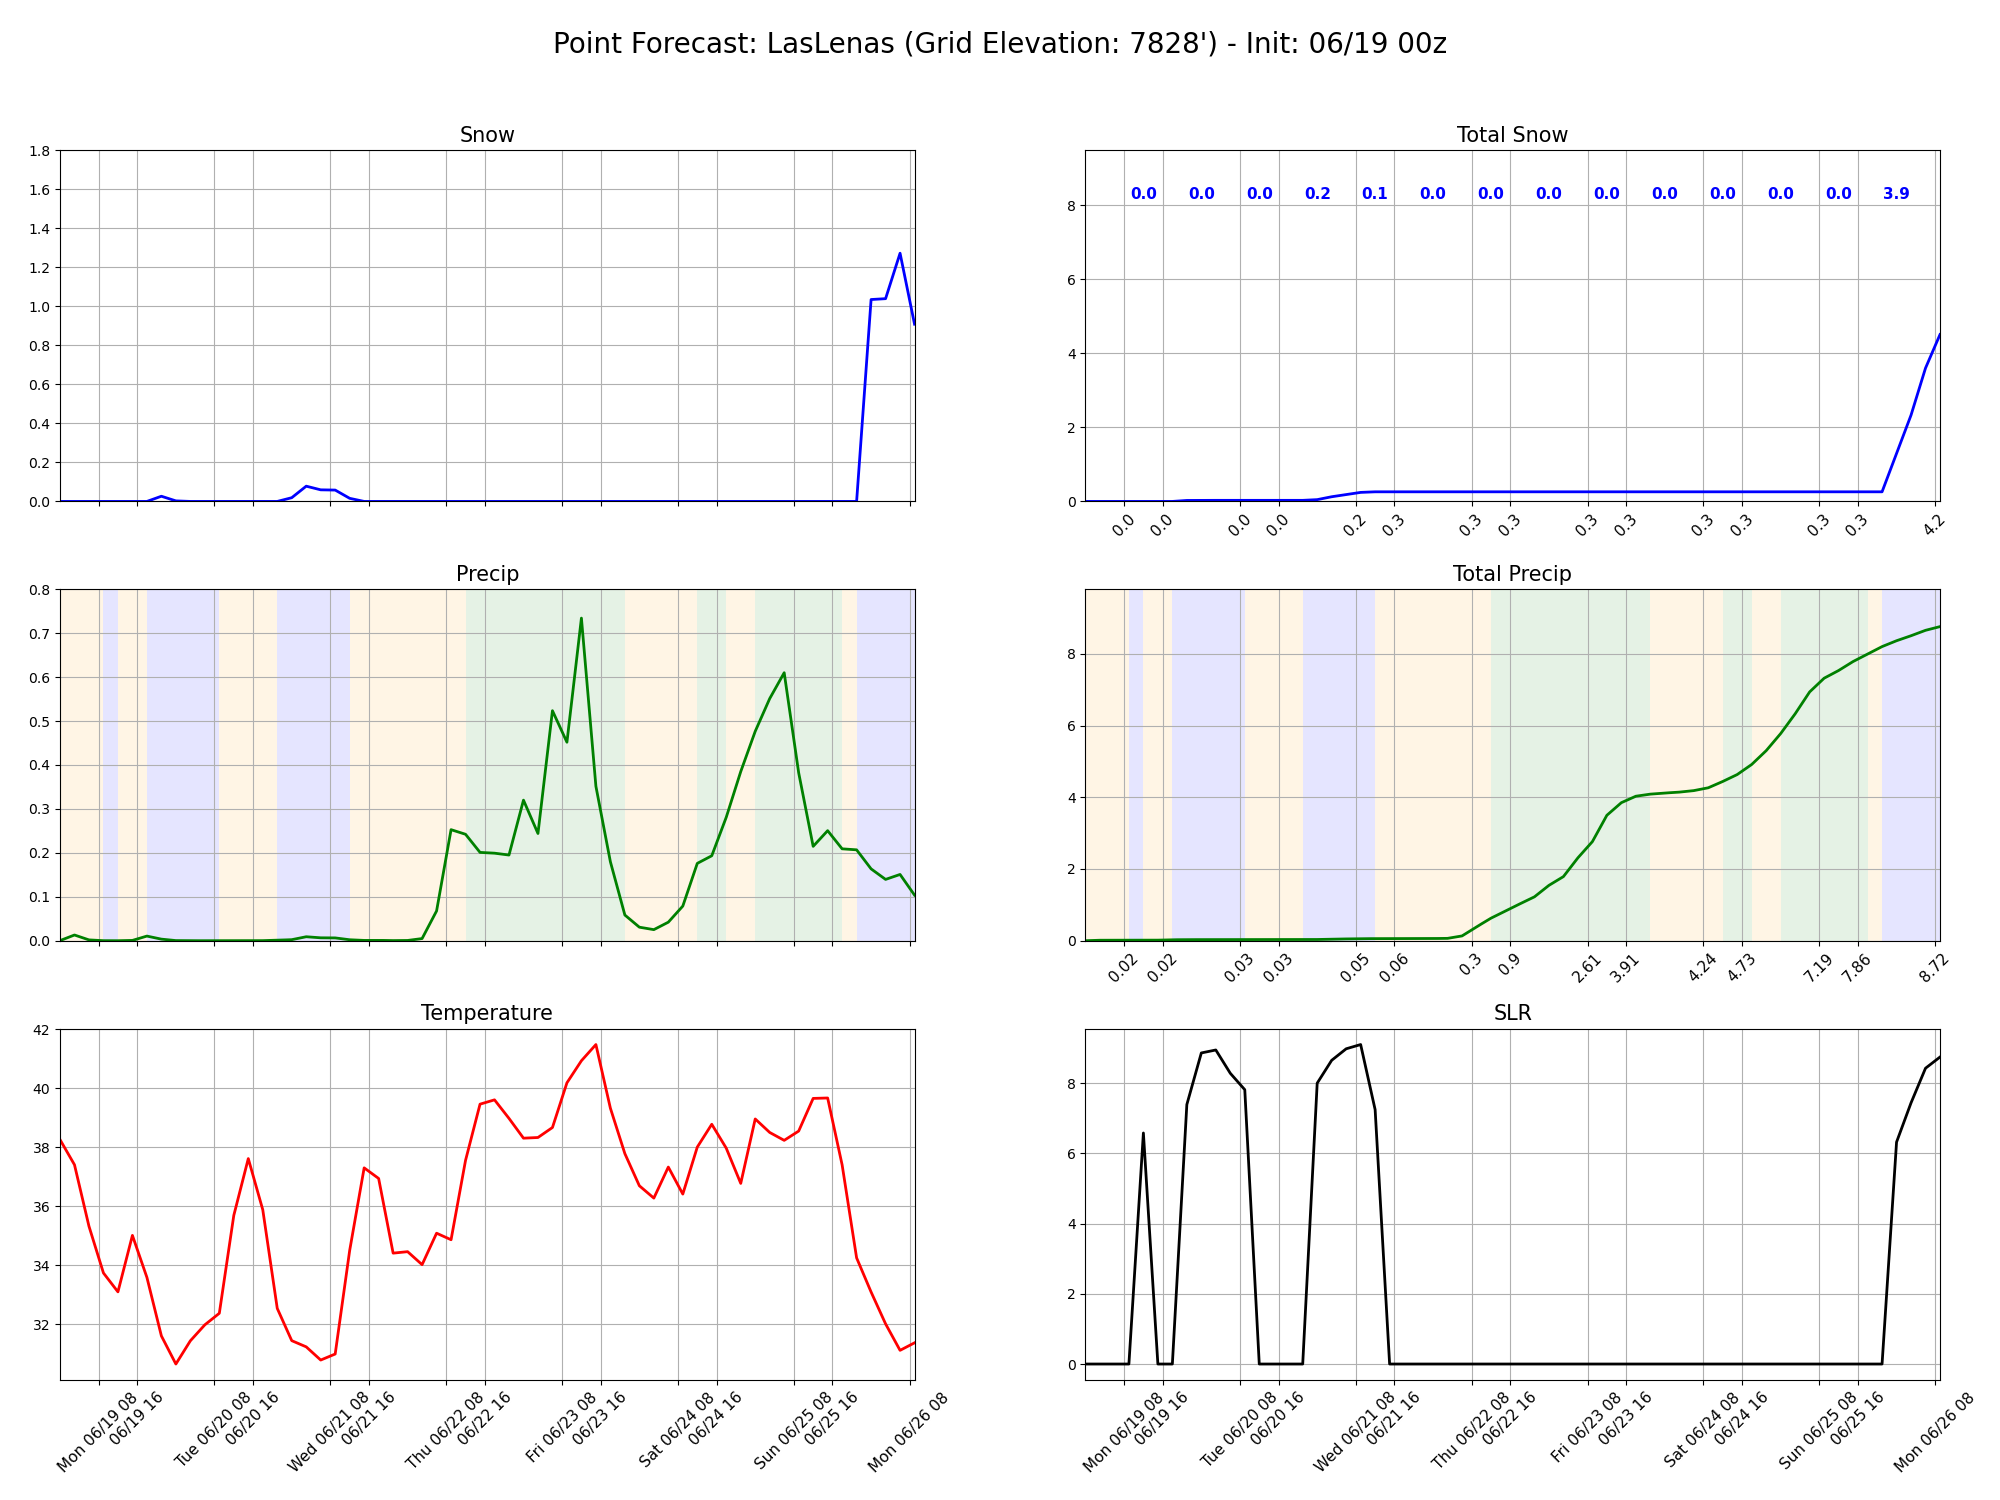 Point Forecast: LasLenas (Grid Elevation: 7828') - Init: 06/19 00z
Snow
1.8
1.6
1.4
1.2
1.0
0.8
0.6
0.4
0.2
0.0
Total Snow
0.0 0.0 0.0 0.2 0.1 0.0 0.0 0.0 0.0 0.0 0.0 0.0 0.0 3.9
8
6
4
2
0
0.0 0.0 0.0 0.0 0.2 0.3 0.3 0.3 0.3 0.3 0.3 0.3 0.3 0.3 4.2
Precip
0.8
0.7
0.6
0.5
0.4
0.3
0.2
0.1
0.0
Total Precip
8
6
4
2
0
0.02 0.02 0.03 0.03 0.05 0.06 0.3 0.9 2.61 3.91 4.24 4.73 7.19 7.86 8.72
Temperature
42
40
38
36
34
32
Mon 06/19 08
06/19 16
Tue 06/20 08
06/20 16
Wed 06/21 08
06/21 16
Thu 06/22 08
06/22 16
Fri 06/23 08
06/23 16
Sat 06/24 08
06/24 16
Sun 06/25 08
06/25 16
Mon 06/26 08
SLR
8
6
4
2
0
Mon 06/19 08
06/19 16
Tue 06/20 08
06/20 16
Wed 06/21 08
06/21 16
Thu 06/22 08
06/22 16
Fri 06/23 08
06/23 16
Sat 06/24 08
06/24 16
Sun 06/25 08
06/25 16
Mon 06/26 08